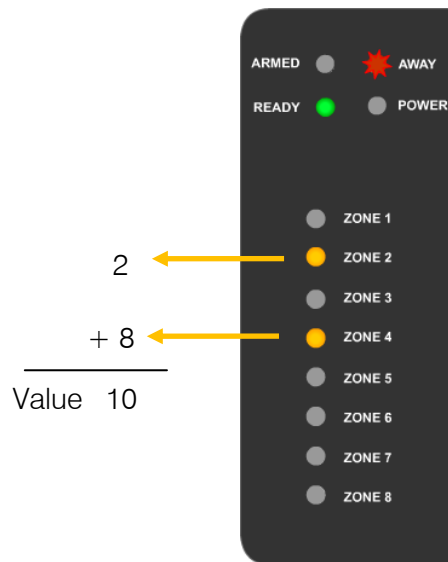 ARMED AWAY
READY POWER
ZONE 1
2 ZONE 2
ZONE 3
+ 8 ZONE 4
Value 10 ZONE 5
ZONE 6
ZONE 7
ZONE 8